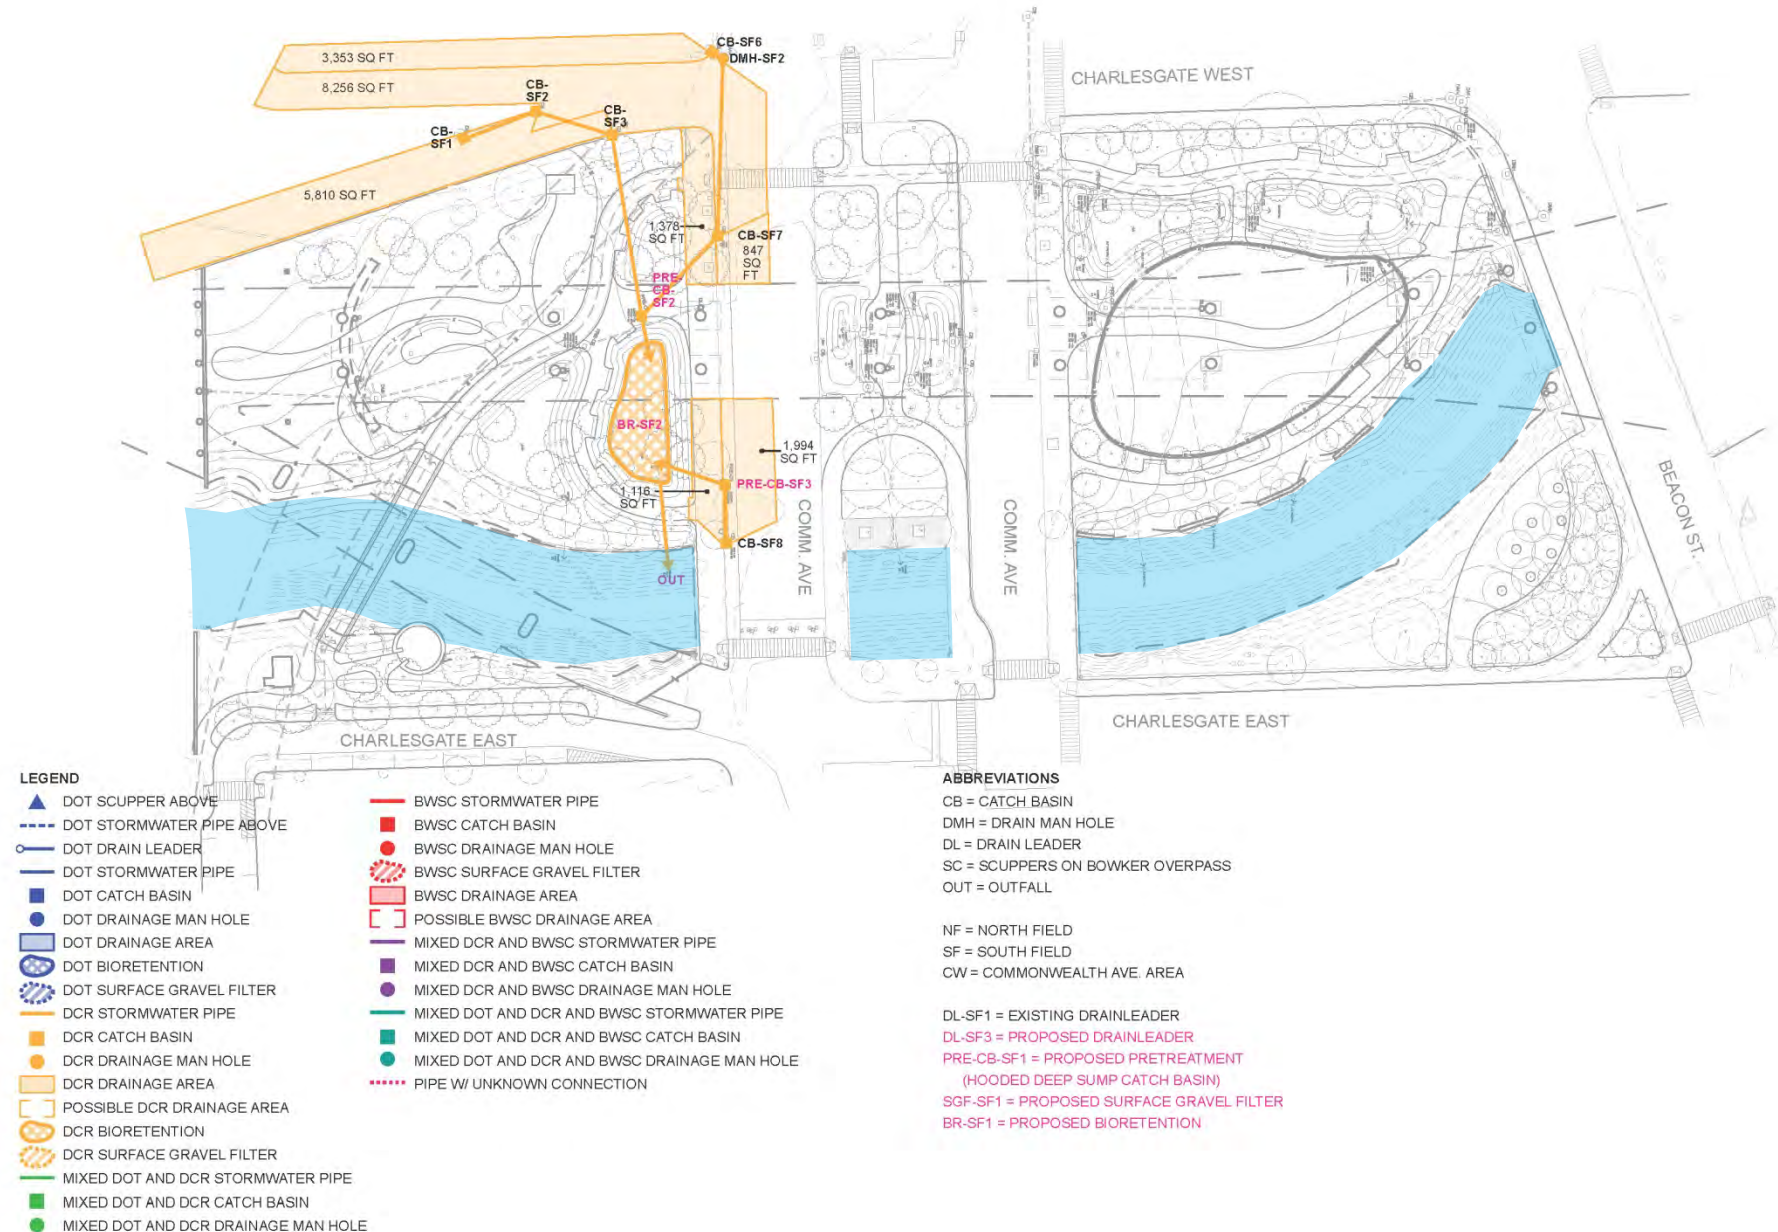 CB-SF6
3,353 SQ FT
DMH-SF2
CHARLESGATE WEST
8,256 SQ FT
CB-
SF2
CB-
SF3
CB-
SF1
5,810 SQ FT
1,378
SQ FT
CB-SF7
847
SQ
FT
PRE-
CB-
SF2
BR-SF2
1,994
SQ FT
PRE-CB-SF3
1,116
SQ FT
CB-SF8
OUT
COMM. AVE
COMM. AVE
BEACON ST.
CHARLESGATE EAST
CHARLESGATE EAST
LEGEND
DOT SCUPPER ABOVE
DOT STORMWATER PIPE ABOVE
DOT DRAIN LEADER
DOT STORMWATER PIPE
DOT CATCH BASIN
DOT DRAINAGE MAN HOLE
DOT DRAINAGE AREA
DOT BIORETENTION
DOT SURFACE GRAVEL FILTER
DCR STORMWATER PIPE
DCR CATCH BASIN
DCR DRAINAGE MAN HOLE
DCR DRAINAGE AREA
POSSIBLE DCR DRAINAGE AREA
DCR BIORETENTION
DCR SURFACE GRAVEL FILTER
MIXED DOT AND DCR STORMWATER PIPE
MIXED DOT AND DCR CATCH BASIN
MIXED DOT AND DCR DRAINAGE MAN HOLE
BWSC STORMWATER PIPE
BWSC CATCH BASIN
BWSC DRAINAGE MAN HOLE
BWSC SURFACE GRAVEL FILTER
BWSC DRAINAGE AREA
POSSIBLE BWSC DRAINAGE AREA
MIXED DCR AND BWSC STORMWATER PIPE
MIXED DCR AND BWSC CATCH BASIN
MIXED DCR AND BWSC DRAINAGE MAN HOLE
MIXED DOT AND DCR AND BWSC STORMWATER PIPE
MIXED DOT AND DCR AND BWSC CATCH BASIN
MIXED DOT AND DCR AND BWSC DRAINAGE MAN HOLE
PIPE W/ UNKNOWN CONNECTION
ABBREVIATIONS
CB = CATCH BASIN
DMH = DRAIN MAN HOLE
DL = DRAIN LEADER
SC = SCUPPERS ON BOWKER OVERPASS
OUT = OUTFALL
NF = NORTH FIELD
SF = SOUTH FIELD
CW = COMMONWEALTH AVE. AREA
DL-SF1 = EXISTING DRAINLEADER
DL-SF3 = PROPOSED DRAINLEADER
PRE-CB-SF1 = PROPOSED PRETREATMENT
(HOODED DEEP SUMP CATCH BASIN)
SGF-SF1 = PROPOSED SURFACE GRAVEL FILTER
BR-SF1 = PROPOSED BIORETENTION